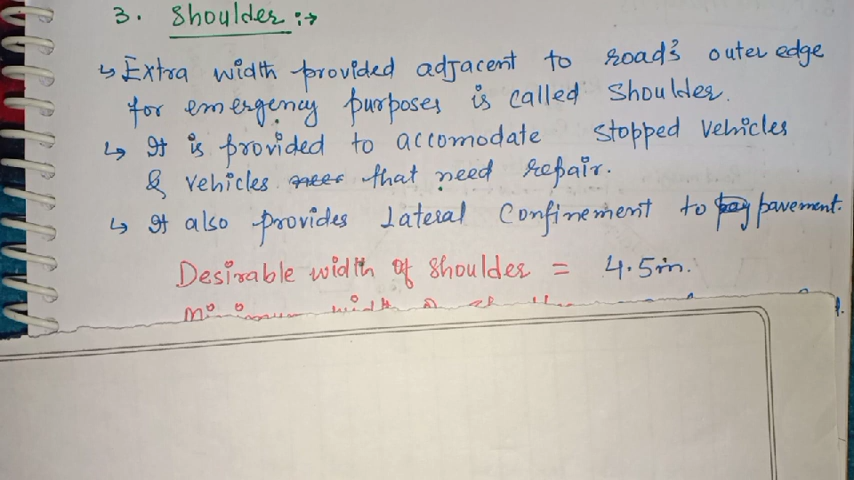 3. Shoulder :→
↳ Extra width provided adjacent to road's outer edge
for emergency purposes is called Shoulder.
↳ It is provided to accomodate stopped vehicles
& vehicles that need repair.
↳ It also provides Lateral Confinement to pavement.
Desirable width of shoulder = 4.5m.
Minimum width